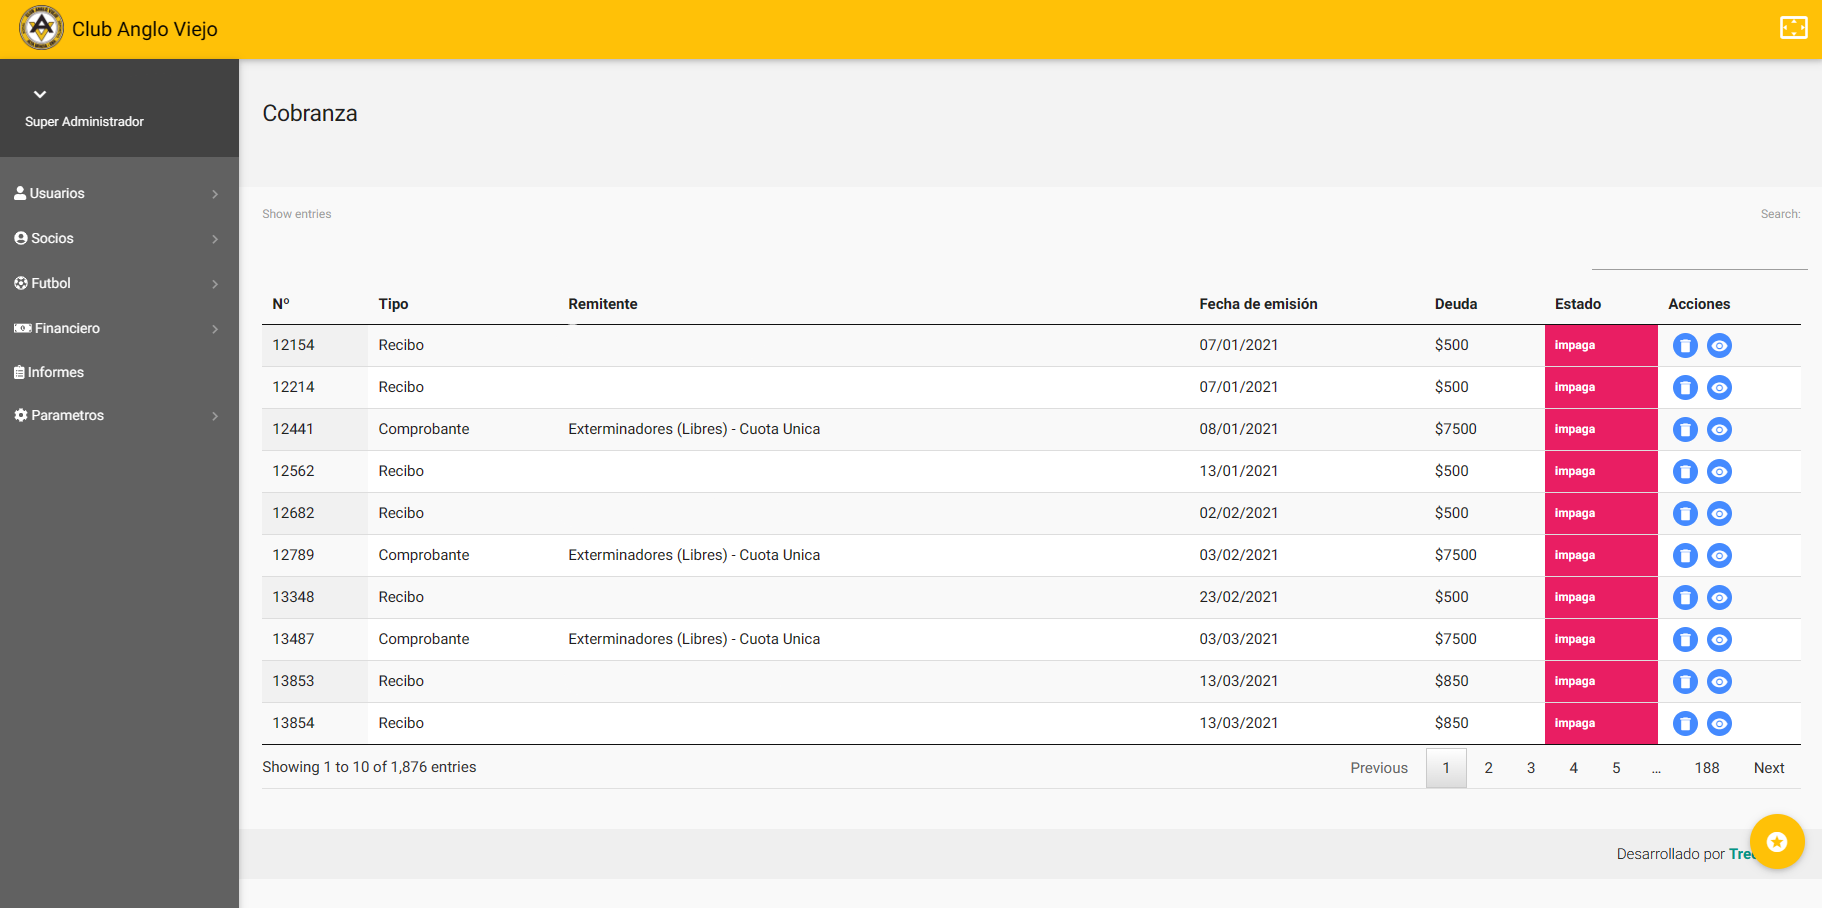 Club Anglo Viejo
Super Administrador
Usuarios
Socios
Futbol
Financiero
Informes
Parametros
Cobranza
Show entries
Search:
Nº Tipo Remitente Fecha de emisión Deuda Estado Acciones
12154 Recibo 07/01/2021 $500 impaga
12214 Recibo 07/01/2021 $500 impaga
12441 Comprobante Exterminadores (Libres) - Cuota Unica 08/01/2021 $7500 impaga
12562 Recibo 13/01/2021 $500 impaga
12682 Recibo 02/02/2021 $500 impaga
12789 Comprobante Exterminadores (Libres) - Cuota Unica 03/02/2021 $7500 impaga
13348 Recibo 23/02/2021 $500 impaga
13487 Comprobante Exterminadores (Libres) - Cuota Unica 03/03/2021 $7500 impaga
13853 Recibo 13/03/2021 $850 impaga
13854 Recibo 13/03/2021 $850 impaga
Showing 1 to 10 of 1,876 entries
Previous 1 2 3 4 5 ... 188 Next
Desarrollado por